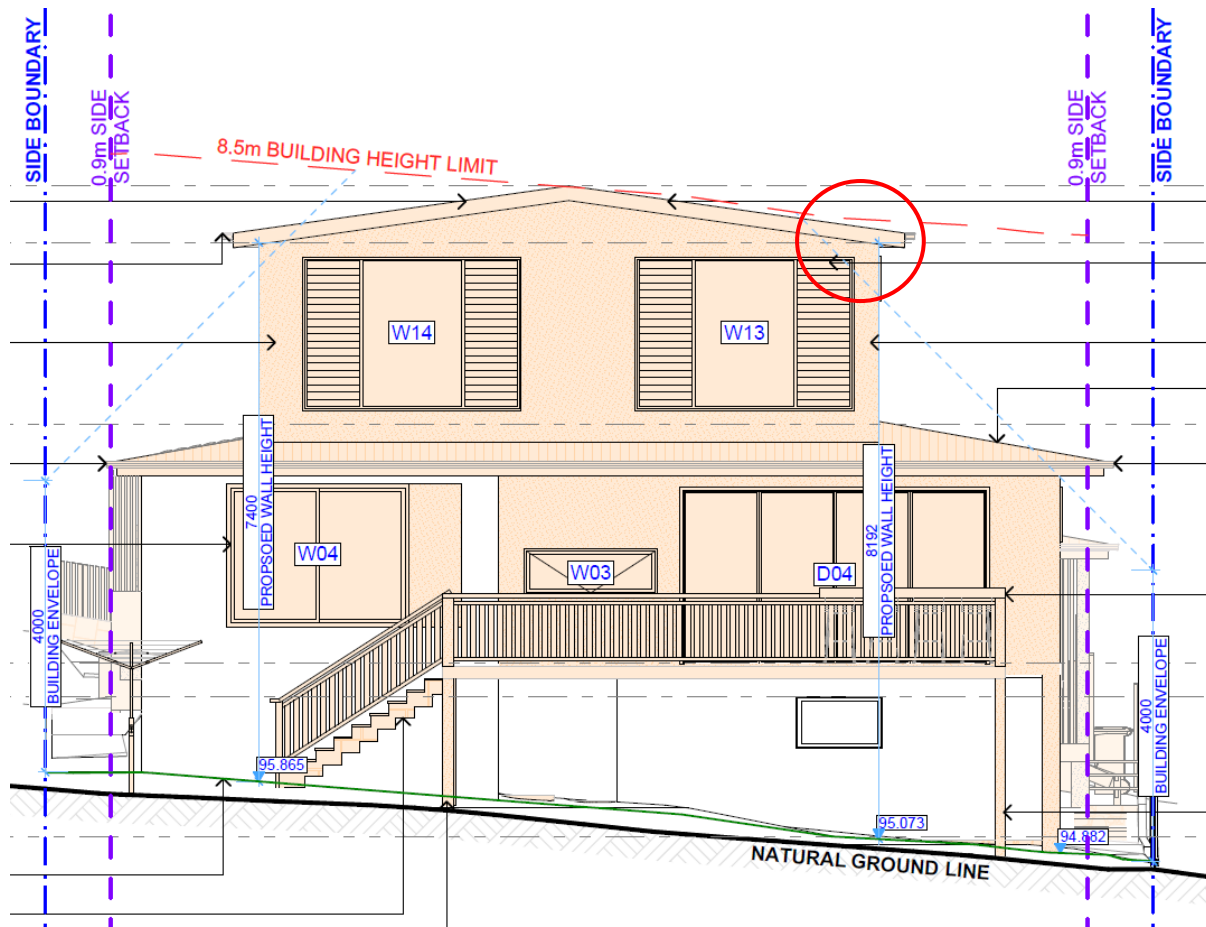 SIDE BOUNDARY
0.9m SIDE
SETBACK
8.5m BUILDING HEIGHT LIMIT
0.9m SIDE
SETBACK
SIDE BOUNDARY
W14
W13
7400
PROPSOED WALL HEIGHT
8192
PROPSOED WALL HEIGHT
W04
W03
D04
4000
BUILDING ENVELOPE
4000
BUILDING ENVELOPE
95.865
95.073
94.882
NATURAL GROUND LINE